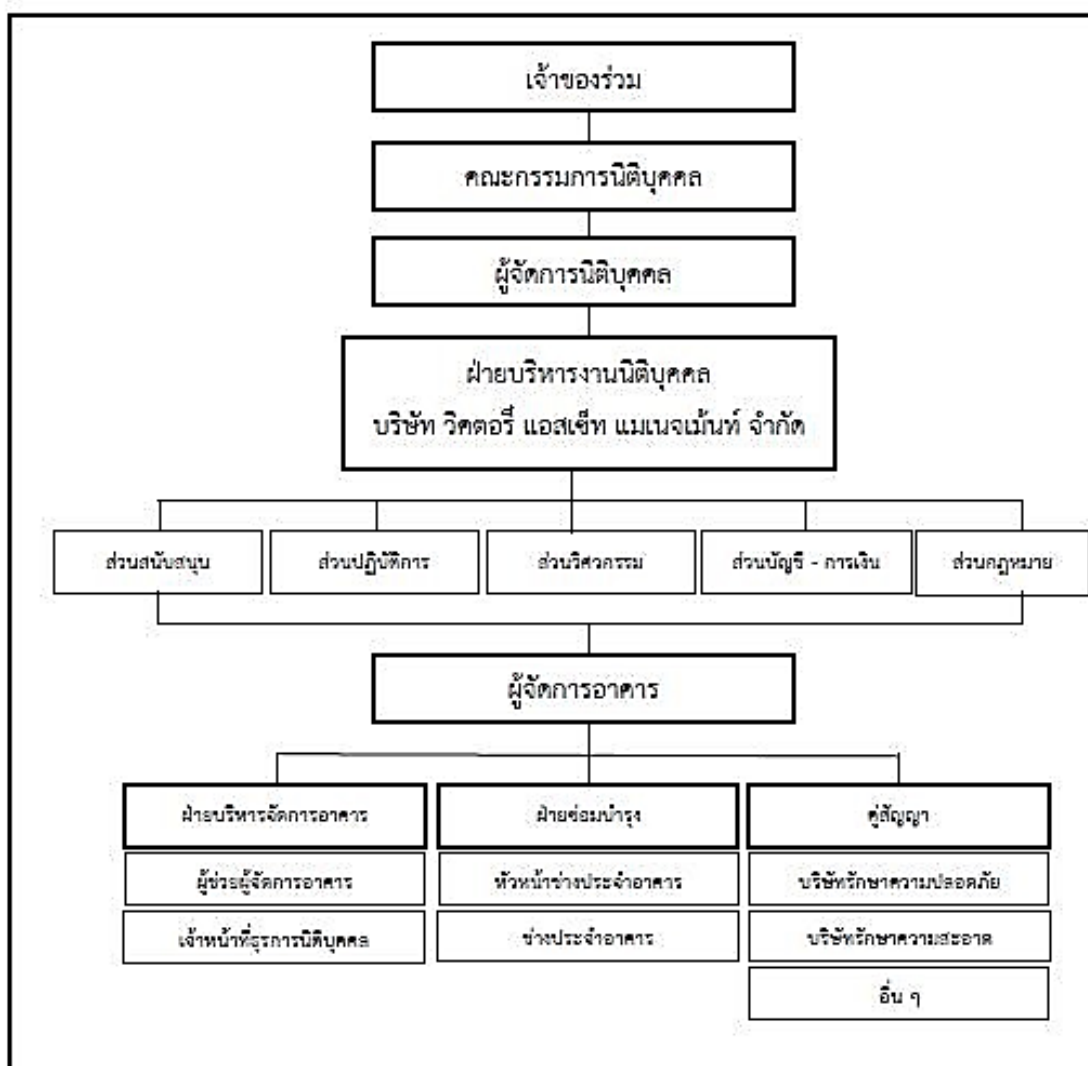 เจ้าของร่วม
คณะกรรมการนิติบุคคล
ผู้จัดการนิติบุคคล
ฝ่ายบริหารงานนิติบุคคล
บริษัท วิคตอรี่ แอสเซ็ท แมเนจเม้นท์ จำกัด
ส่วนสนับสนุน
ส่วนปฏิบัติการ
ส่วนวิศวกรรม
ส่วนบัญชี - การเงิน
ส่วนกฎหมาย
ผู้จัดการอาคาร
ฝ่ายบริหารจัดการอาคาร
ฝ่ายซ่อมบำรุง
คู่สัญญา
ผู้ช่วยผู้จัดการอาคาร
หัวหน้าช่างประจำอาคาร
บริษัทรักษาความปลอดภัย
เจ้าหน้าที่ธุรการนิติบุคคล
ช่างประจำอาคาร
บริษัทรักษาความสะอาด
อื่น ๆ